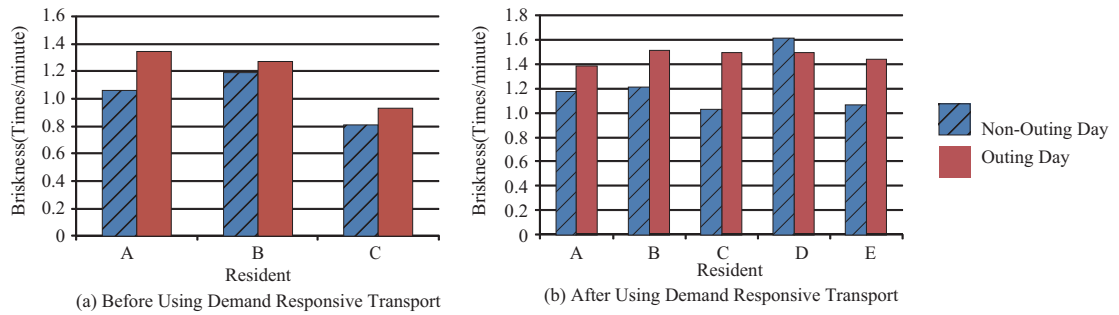 Briskness(Times/minute)
1.6
1.4
1.2
1.0
0.8
0.6
0.4
0.2
0
A B C
Resident
(a) Before Using Demand Responsive Transport
Briskness(Times/minute)
1.8
1.6
1.4
1.2
1.0
0.8
0.6
0.4
0.2
0
A B C D E
Resident
(b) After Using Demand Responsive Transport
Non-Outing Day
Outing Day